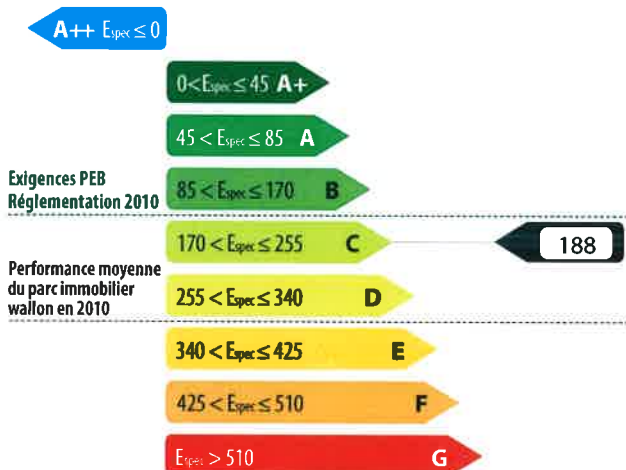 A++ Espec ≤ 0
0 < Espec ≤ 45 A+
45 < Espec ≤ 85 A
Exigences PEB
Réglementation 2010
85 < Espec ≤ 170 B
170 < Espec ≤ 255 C
188
Performance moyenne
du parc immobilier
wallon en 2010
255 < Espec ≤ 340 D
340 < Espec ≤ 425 E
425 < Espec ≤ 510 F
Espec > 510 G